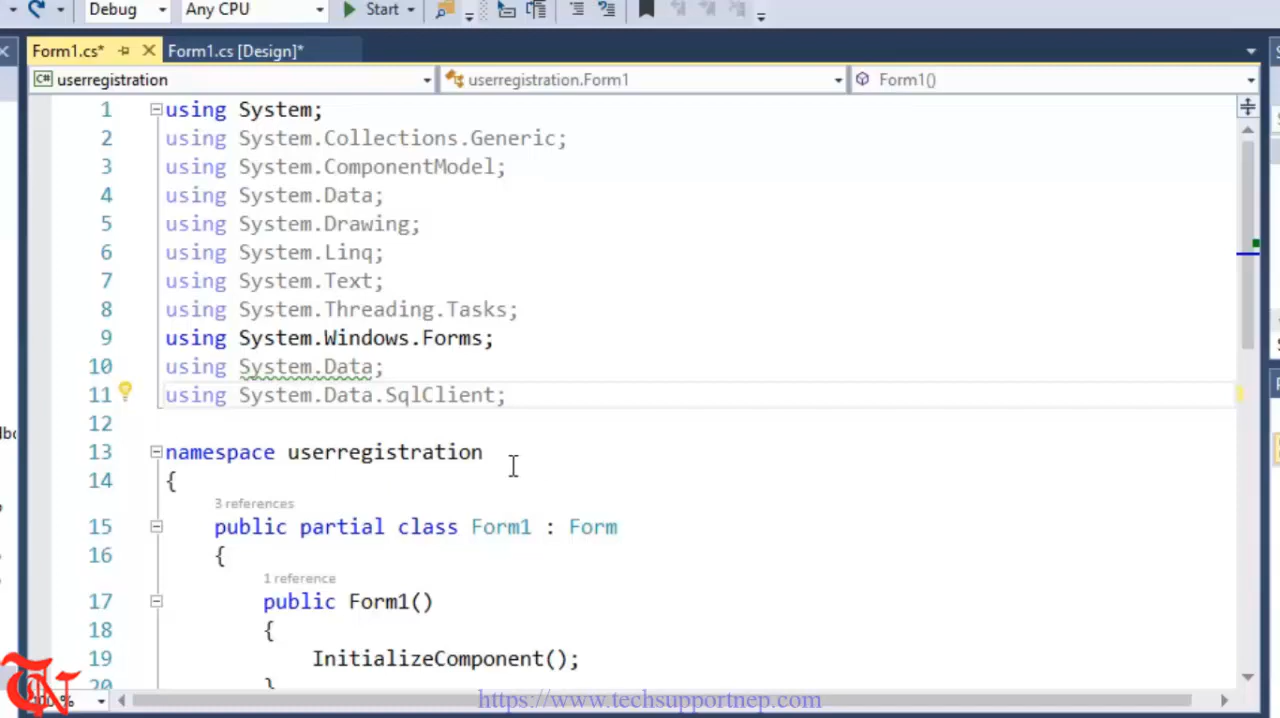 Debug Any CPU Start
Form1.cs* Form1.cs [Design]*
C# userregistration userregistration.Form1 Form1()
1 using System;
2 using System.Collections.Generic;
3 using System.ComponentModel;
4 using System.Data;
5 using System.Drawing;
6 using System.Linq;
7 using System.Text;
8 using System.Threading.Tasks;
9 using System.Windows.Forms;
10 using System.Data;
11 using System.Data.SqlClient;
12
13 namespace userregistration
14 {
3 references
15 public partial class Form1 : Form
16 {
1 reference
17 public Form1()
18 {
19 InitializeComponent();
20 }
https://www.techsupportnep.com